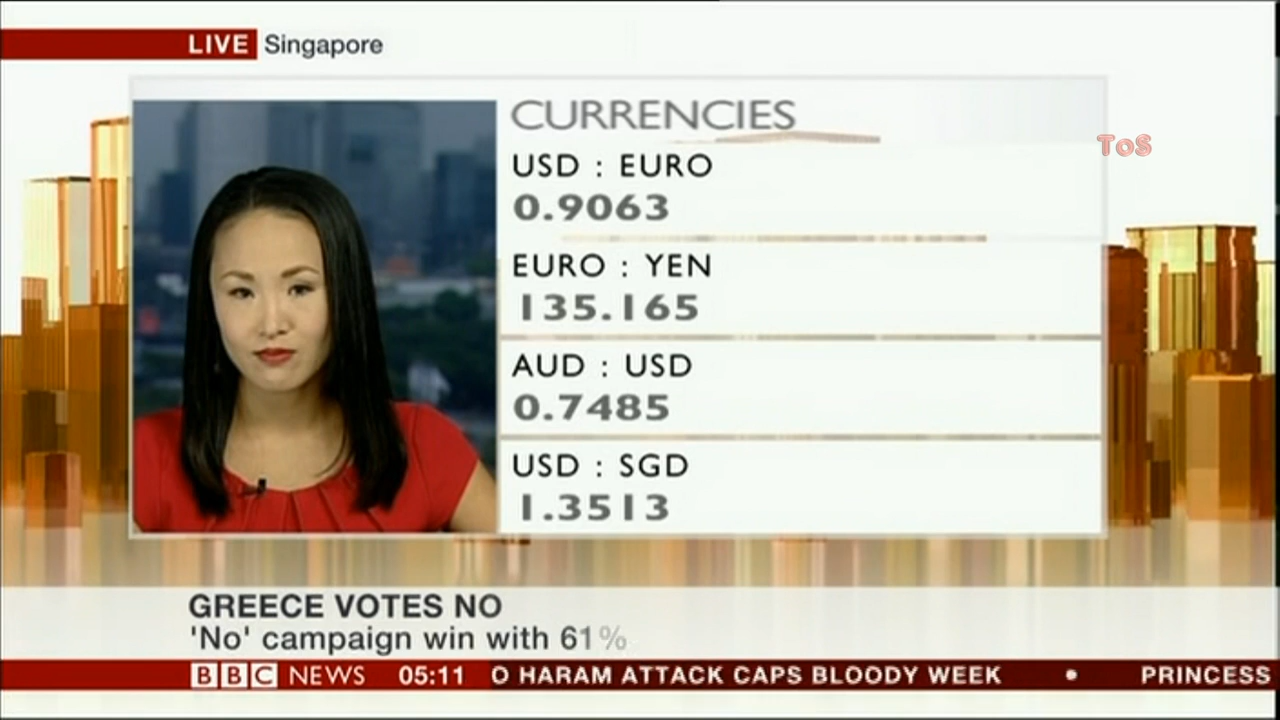 LIVE Singapore
CURRENCIES
ToS
USD : EURO
0.9063
EURO : YEN
135.165
AUD : USD
0.7485
USD : SGD
1.3513
GREECE VOTES NO
'No' campaign win with 61%
BBC NEWS 05:11 O HARAM ATTACK CAPS BLOODY WEEK • PRINCESS